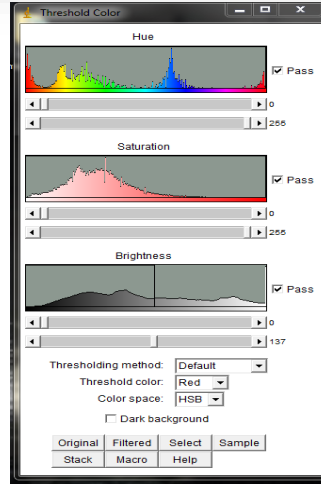 Threshold Color
Hue
Pass
0
255
Saturation
Pass
0
255
Brightness
Pass
0
137
Thresholding method: Default
Threshold color: Red
Color space: HSB
Dark background
Original Filtered Select Sample
Stack Macro Help